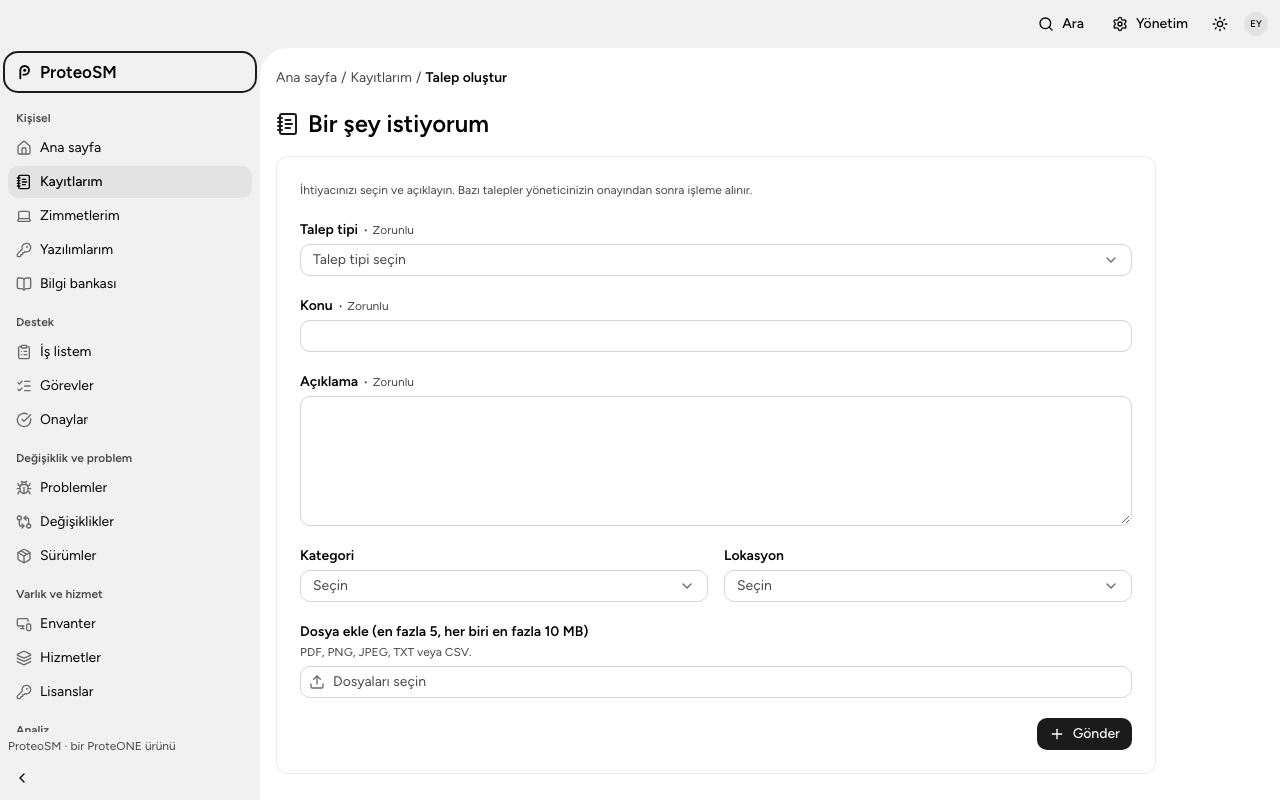 Ara
Yönetim
EY
ProteoSM
Kişisel
Ana sayfa
Kayıtlarım
Zimmetlerim
Yazılımlarım
Bilgi bankası
Destek
İş listem
Görevler
Onaylar
Değişiklik ve problem
Problemler
Değişiklikler
Sürümler
Varlık ve hizmet
Envanter
Hizmetler
Lisanslar
Analiz
ProteoSM · bir ProteONE ürünü
Ana sayfa / Kayıtlarım / Talep oluştur
Bir şey istiyorum
İhtiyacınızı seçin ve açıklayın. Bazı talepler yöneticinizin onayından sonra işleme alınır.
Talep tipi • Zorunlu
Talep tipi seçin
Konu • Zorunlu
Açıklama • Zorunlu
Kategori
Seçin
Lokasyon
Seçin
Dosya ekle (en fazla 5, her biri en fazla 10 MB)
PDF, PNG, JPEG, TXT veya CSV.
Dosyaları seçin
Gönder